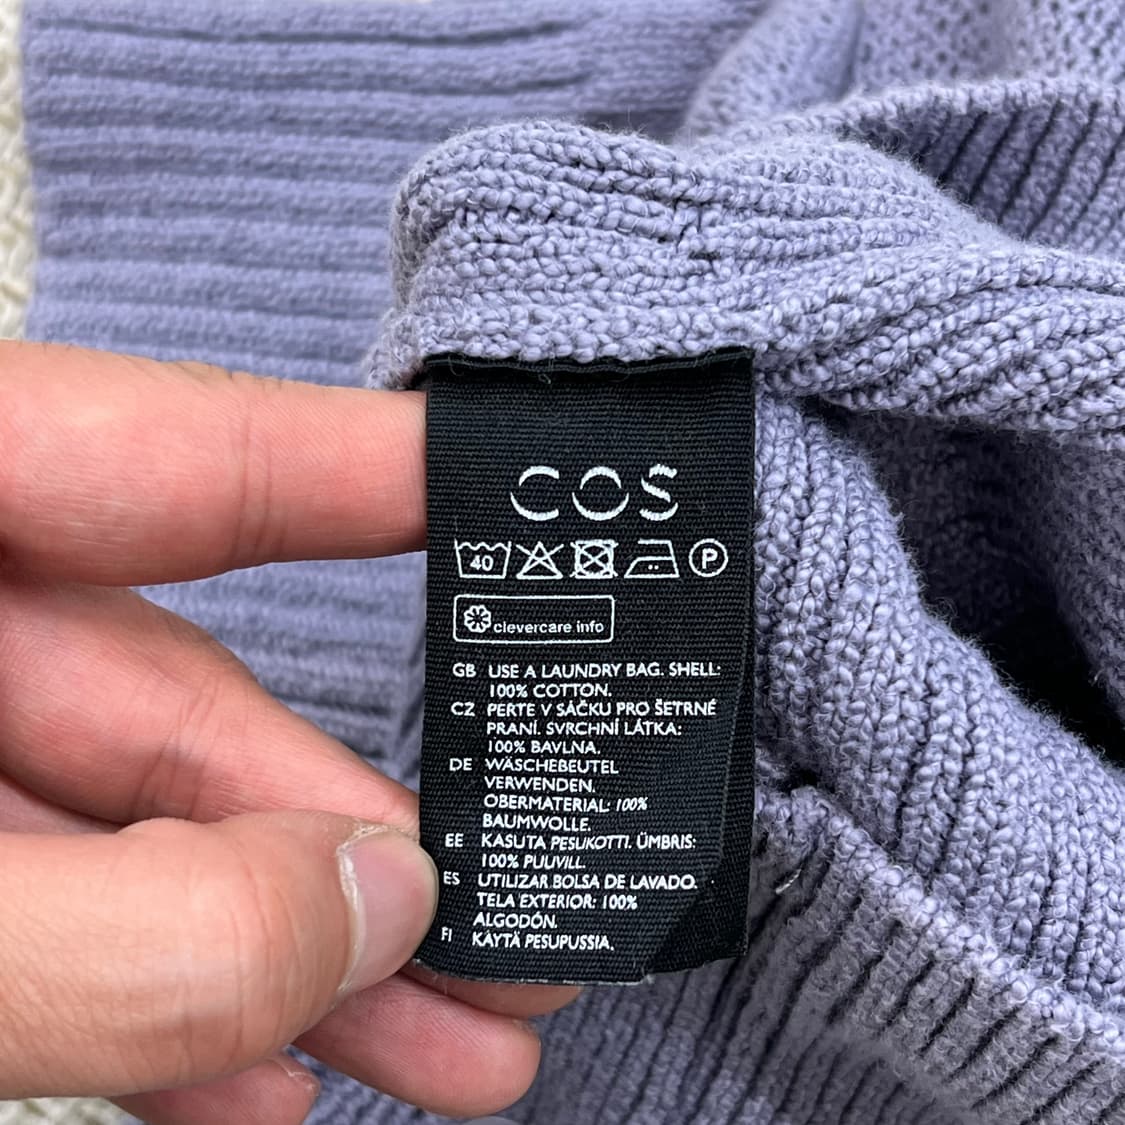 COS
40 P
clevercare.info
GB USE A LAUNDRY BAG. SHELL:
100% COTTON.
CZ PERTE V SÁČKU PRO ŠETRNÉ
PRANÍ. SVRCHNÍ LÁTKA:
100% BAVLNA.
DE WÄSCHEBEUTEL
VERWENDEN.
OBERMATERIAL: 100%
BAUMWOLLE.
EE KASUTA PESUKOTTI. ÜMBRIS:
100% PUUVILL.
ES UTILIZAR BOLSA DE LAVADO.
TELA EXTERIOR: 100%
ALGODÓN.
FI KÄYTÄ PESUPUSSIA.